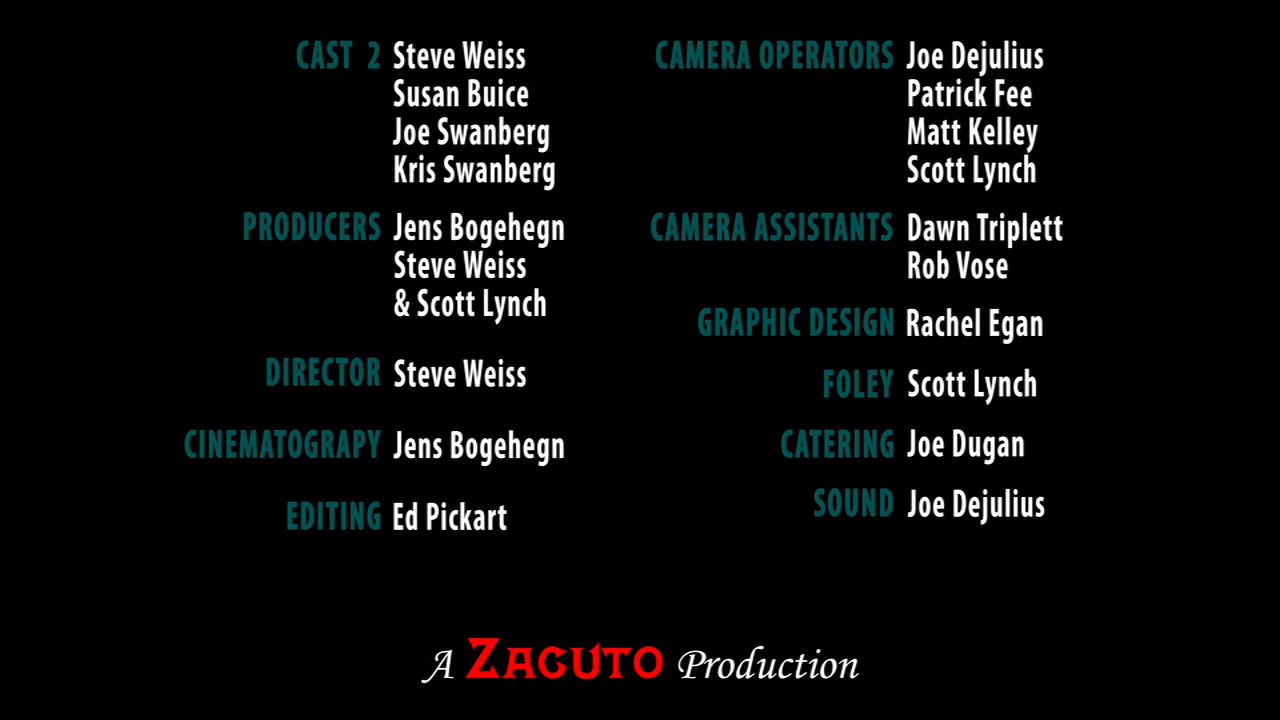 CAST 2 Steve Weiss
Susan Buice
Joe Swanberg
Kris Swanberg
PRODUCERS Jens Bogehegn
Steve Weiss
& Scott Lynch
DIRECTOR Steve Weiss
CINEMATOGRAPY Jens Bogehegn
EDITING Ed Pickart
CAMERA OPERATORS Joe Dejulius
Patrick Fee
Matt Kelley
Scott Lynch
CAMERA ASSISTANTS Dawn Triplett
Rob Vose
GRAPHIC DESIGN Rachel Egan
FOLEY Scott Lynch
CATERING Joe Dugan
SOUND Joe Dejulius
A ZACUTO Production